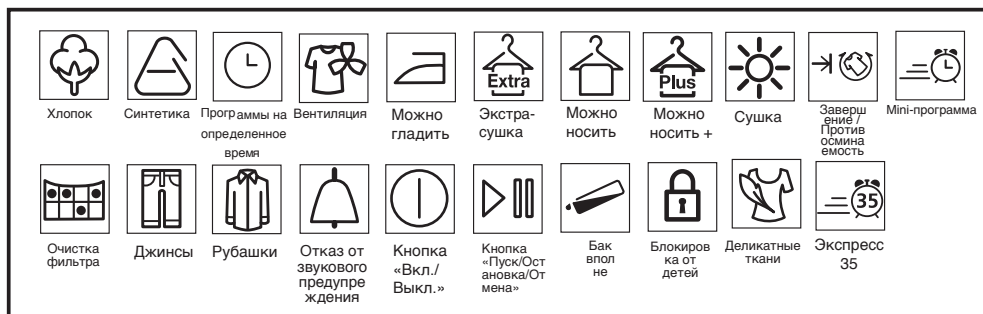 Extra
Plus
Хлопок
Синтетика
Программы на
определенное
время
Вентиляция
Можно
гладить
Экстра-
сушка
Можно
носить
Можно
носить +
Сушка
Заверш
ение /
Против
осмина
емость
Mini-программа
35
Очистка
фильтра
Джинсы
Рубашки
Отказ от
звукового
предупре
ждения
Кнопка
«Вкл./
Выкл.»
Кнопка
«Пуск/Ост
ановка/От
мена»
Бак
впол
не
Блокиров
ка от
детей
Деликатные
ткани
Экспресс
35